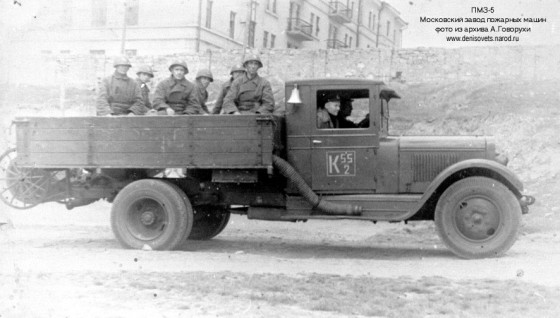 ПМЗ-5
Московский завод пожарных машин
фото из архива А.Говорухи
www.denisovets.narod.ru
К 55
2